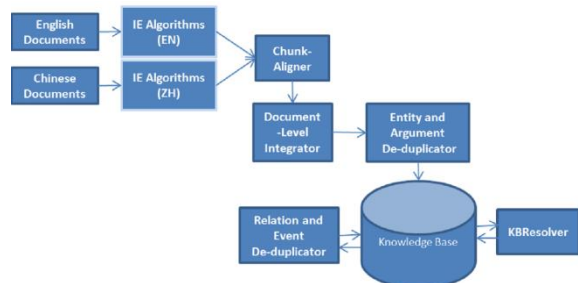 English
Documents
IE Algorithms
(EN)
Chinese
Documents
IE Algorithms
(ZH)
Chunk-
Aligner
Document
-Level
Integrator
Entity and
Argument
De-duplicator
Relation and
Event
De-duplicator
Knowledge Base
KBResolver